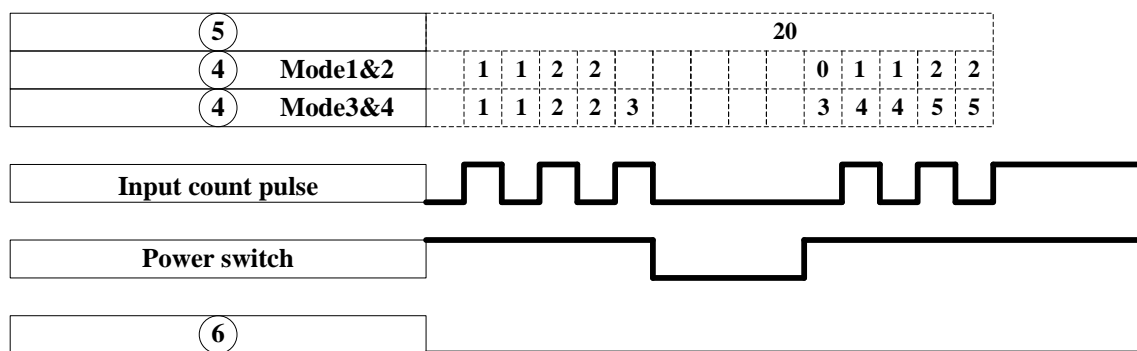 5 20
4 Mode1&2 1 1 2 2 0 1 1 2 2
4 Mode3&4 1 1 2 2 3 3 4 4 5 5
Input count pulse
Power switch
6